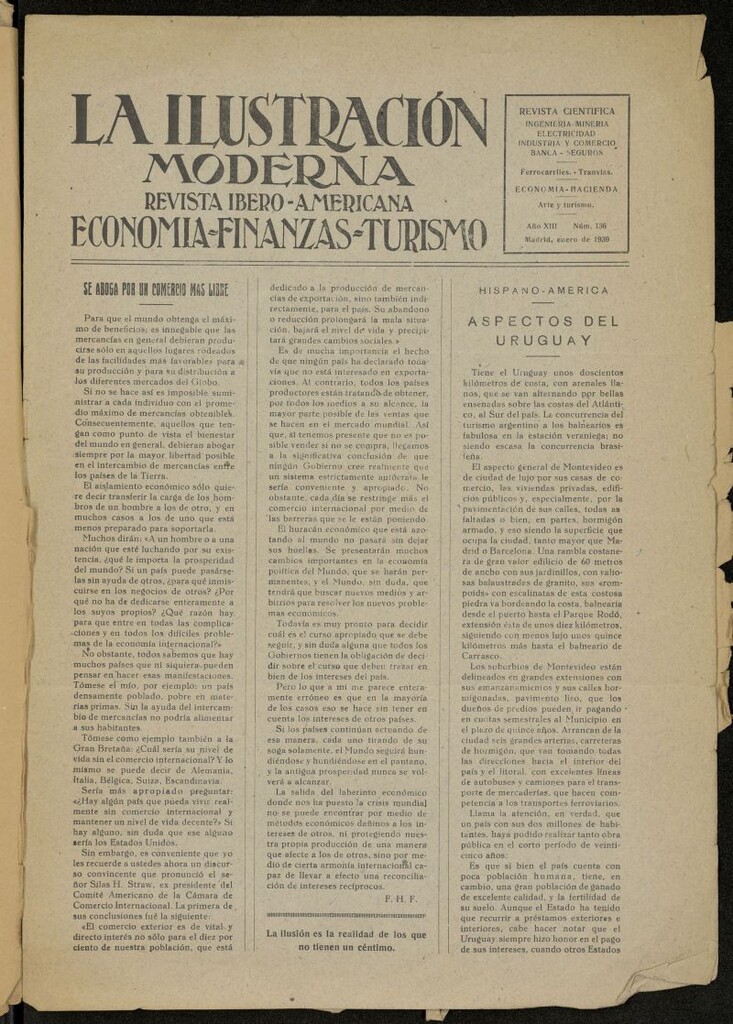 LA ILUSTRACIÓN
MODERNA
REVISTA IBERO-AMERICANA
ECONOMIA=FINANZAS=TURISMO
REVISTA CIENTIFICA
INGENIERIA-MINERIA
ELECTRICIDAD
INDUSTRIA Y COMERCIO
BANCA - SEGUROS
Ferrocarriles. - Tranvías.
ECONOMIA-HACIENDA
Arte y turismo.
Año XIII Núm. 136
Madrid, enero de 1930
SE ABOGA POR UN COMERCIO MAS LIBRE
Para que el mundo obtenga el máxi-
mo de beneficios, es innegable que las
mercancías en general debieran produ-
cirse sólo en aquellos lugares rodeados
de las facilidades más favorables para
su producción y para su distribución a
los diferentes mercados del Globo.
Si no se hace así es imposible sumi-
nistrar a cada individuo con el prome-
dio máximo de mercancías obtenibles.
Consecuentemente, aquellos que ten-
gan como punto de vista el bienestar
del mundo en general, debieran abogar
siempre por la mayor libertad posible
en el intercambio de mercancías entre
los países de la Tierra.
El aislamiento económico sólo quie-
re decir transferir la carga de los hom-
bros de un hombre a los de otro, y en
muchos casos a los de uno que está
menos preparado para soportarla.
Muchos dirán: «A un hombre o a una
nación que esté luchando por su exis-
tencia, ¿qué le importa la prosperidad
del mundo? Si un país puede pasárse-
las sin ayuda de otros, ¿para qué inmis-
cuirse en los negocios de otros? ¿Por
qué no ha de dedicarse enteramente a
los suyos propios? ¿Qué razón hay
para que entre en todas las complica-
ciones y en todos los difíciles proble-
mas de la economía internacional?»
No obstante, todos sabemos que hay
muchos países que ni siquiera pueden
pensar en hacer esas manifestaciones.
Tómese el mío, por ejemplo: un país
densamente poblado, pobre en mate-
rias primas. Sin la ayuda del intercam-
bio de mercancías no podría alimentar
a sus habitantes.
Tómese como ejemplo también a la
Gran Bretaña: ¿Cuál sería su nivel de
vida sin el comercio internacional? Y lo
mismo se puede decir de Alemania,
Italia, Bélgica, Suiza, Escandinavia.
Sería más apropiado preguntar:
«¿Hay algún país que pueda vivir real-
mente sin comercio internacional y
mantener un nivel de vida decente?» Si
hay alguno, sin duda que ese alguno
sería los Estados Unidos.
Sin embargo, es conveniente que yo
les recuerde a ustedes ahora un discur-
so convincente que pronunció el se-
ñor Silas H. Straw, ex presidente del
Comité Americano de la Cámara de
Comercio Internacional. La primera de
sus conclusiones fué la siguiente:
«El comercio exterior es de vital y
directo interés no sólo para el diez por
ciento de nuestra población, que está
dedicado a la producción de mercan-
cías de exportación, sino también indi-
rectamente, para el país. Su abandono
o reducción prolongará la mala situa-
ción, bajará el nivel de vida y precipi-
tará grandes cambios sociales.»
Es de mucha importancia el hecho
de que ningún país ha declarado toda-
vía que no está interesado en exporta-
ciones. Al contrario, todos los países
productores están tratando de obtener,
por todos los medios a su alcance, la
mayor parte posible de las ventas que
se hacen en el mercado mundial. Así
que, si tenemos presente que no es po-
sible vender si no se compra, llegamos
a la significativa conclusión de que
ningún Gobierno cree realmente que
un sistema estrictamente autócrata le
sería conveniente y apropiado. No
obstante, cada día se restringe más el
comercio internacional por medio de
las barreras que se le están poniendo.
El huracán económico que está azo-
tando al mundo no pasará sin dejar
sus huellas. Se presentarán muchos
cambios importantes en la economía
política del Mundo, que se harán per-
manentes, y el Mundo, sin duda, que
tendrá que buscar nuevos medios y ar-
bitrios para resolver los nuevos proble-
mas económicos.
Todavía es muy pronto para decidir
cuál es el curso apropiado que se debe
seguir, y sin duda alguna que todos los
Gobiernos tienen la obligación de deci-
dir sobre el curso que deben trazar en
bien de los intereses del país.
Pero lo que a mí me parece entera-
mente erróneo es que en la mayoría
de los casos eso se hace sin tener en
cuenta los intereses de otros países.
Si los países continúan actuando de
esa manera, cada uno tirando de su
soga solamente, el Mundo seguirá hun-
diéndose y hundiéndose en el pantano,
y la antigua prosperidad nunca se vol-
verá a alcanzar.
La salida del laberinto económico
donde nos ha puesto la crisis mundial
no se puede encontrar por medio de
métodos económicos dañinos a los in-
tereses de otros, ni protegiendo nues-
tra propia producción de una manera
que afecte a los de otros, sino por me-
dio de cierta armonía internacional ca-
paz de llevar a efecto una reconcilia-
ción de intereses recíprocos.
F. H. F.
La ilusión es la realidad de los que
no tienen un céntimo.
HISPANO-AMERICA
ASPECTOS DEL
URUGUAY
Tiene el Uruguay unos doscientos
kilómetros de costa, con arenales lla-
nos, que se van alternando por bellas
ensenadas sobre las costas del Atlánti-
co, al Sur del país. La concurrencia del
turismo argentino a los balnearios es
fabulosa en la estación veraniega; no
siendo escasa la concurrencia brasi-
leña.
El aspecto general de Montevideo es
de ciudad de lujo por sus casas de co-
mercio, las viviendas privadas, edifi-
cios públicos y, especialmente, por la
pavimentación de sus calles, todas as-
faltadas o bien, en partes, hormigón
armado, y eso siendo la superficie que
ocupa la ciudad, tanto mayor que Ma-
drid o Barcelona. Una rambla costane-
ra de gran valor edilicio de 60 metros
de ancho con sus jardinillos, con valio-
sas balaustradas de granito, sus «rom-
poids» con escalinatas de esta costosa
piedra va bordeando la costa, balnearia
desde el puerto hasta el Parque Rodó,
extensión ésta de unos diez kilómetros,
siguiendo con menos lujo unos quince
kilómetros más hasta el balneario de
Carrasco.
Los suborbios de Montevideo están
delineados en grandes extensiones con
sus amanzanamientos y sus calles hor-
migonadas, pavimento liso, que los
dueños de predios pueden ir pagando
en cuotas semestrales al Municipio en
el plazo de quince años. Arrancan de la
ciudad seis grandes arterias, carreteras
de hormigón, que van tomando todas
las direcciones hacia el interior del
país y el litoral, con excelentes líneas
de autobuses y camiones para el trans-
porte de mercaderías, que hacen com-
petencia a los transportes ferroviarios.
Llama la atención, en verdad, que
un país con sus dos millones de habi-
tantes, haya podido realizar tanto obra
pública en el corto período de veinti-
cinco años;
Es que si bien el país cuenta con
poca población humana, tiene, en
cambio, una gran población de ganado
de excelente calidad, y la fertilidad de
su suelo. Aunque el Estado ha tenido
que recurrir a préstamos exteriores e
interiores, cabe hacer notar que el
Uruguay siempre hizo honor en el pago
de sus intereses, cuando otros Estados